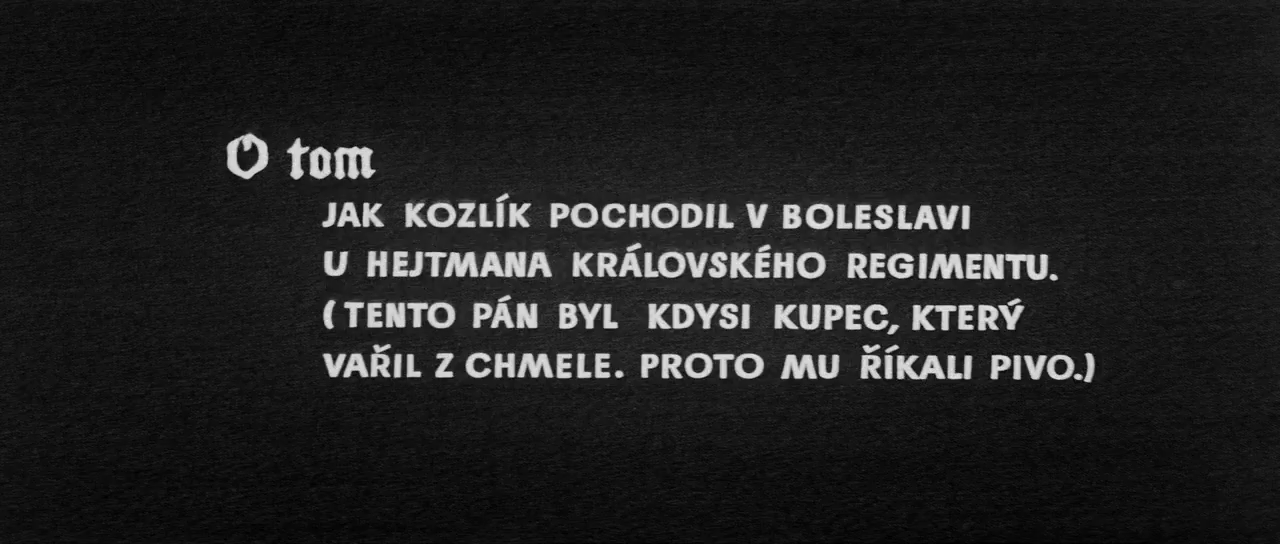 O tom
JAK KOZLÍK POCHODIL V BOLESLAVI
U HEJTMANA KRÁLOVSKÉHO REGIMENTU.
(TENTO PÁN BYL KDYSI KUPEC, KTERÝ
VAŘIL Z CHMELE. PROTO MU ŘÍKALI PIVO.)